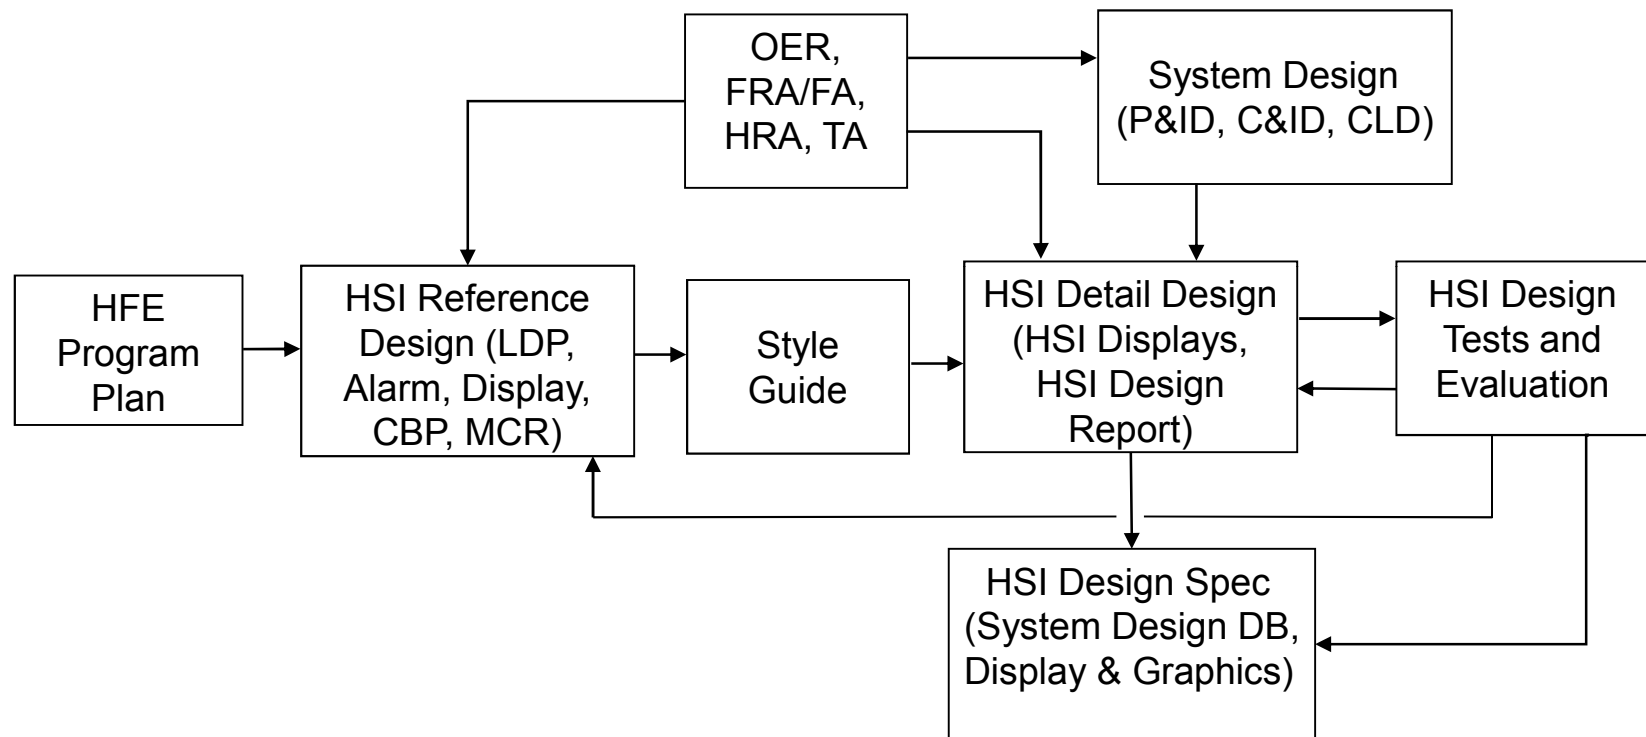 OER,
FRA/FA,
HRA, TA
System Design
(P&ID, C&ID, CLD)
HFE
Program
Plan
HSI Reference
Design (LDP,
Alarm, Display,
CBP, MCR)
Style
Guide
HSI Detail Design
(HSI Displays,
HSI Design
Report)
HSI Design
Tests and
Evaluation
HSI Design Spec
(System Design DB,
Display & Graphics)